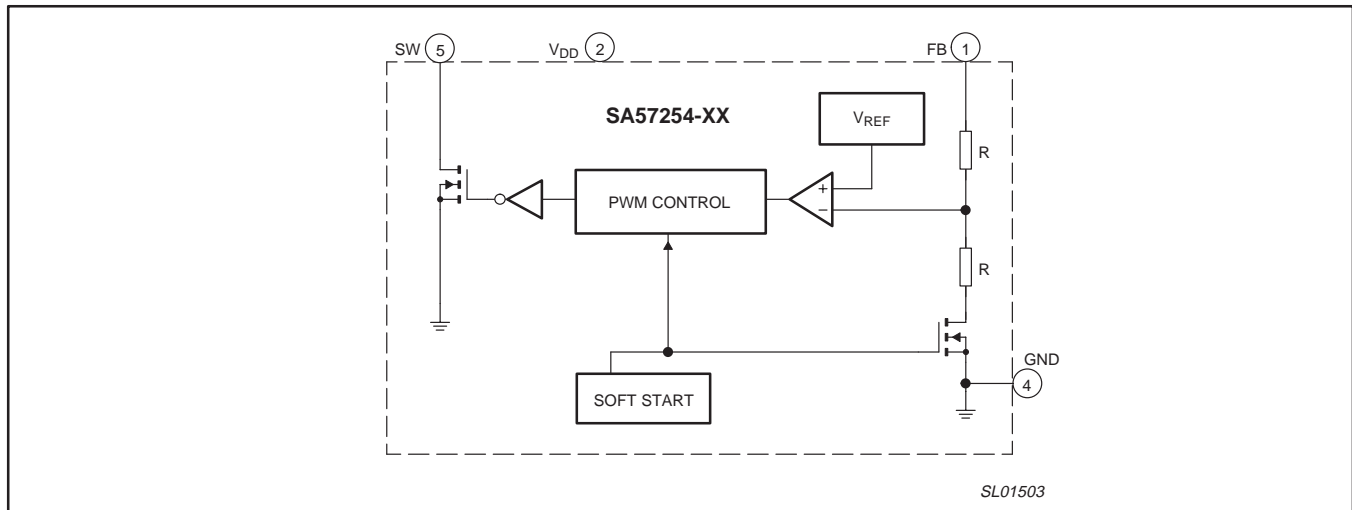 SW 5
VDD 2
FB 1
SA57254-XX
VREF
R
+
−
PWM CONTROL
R
GND
4
SOFT START
SL01503